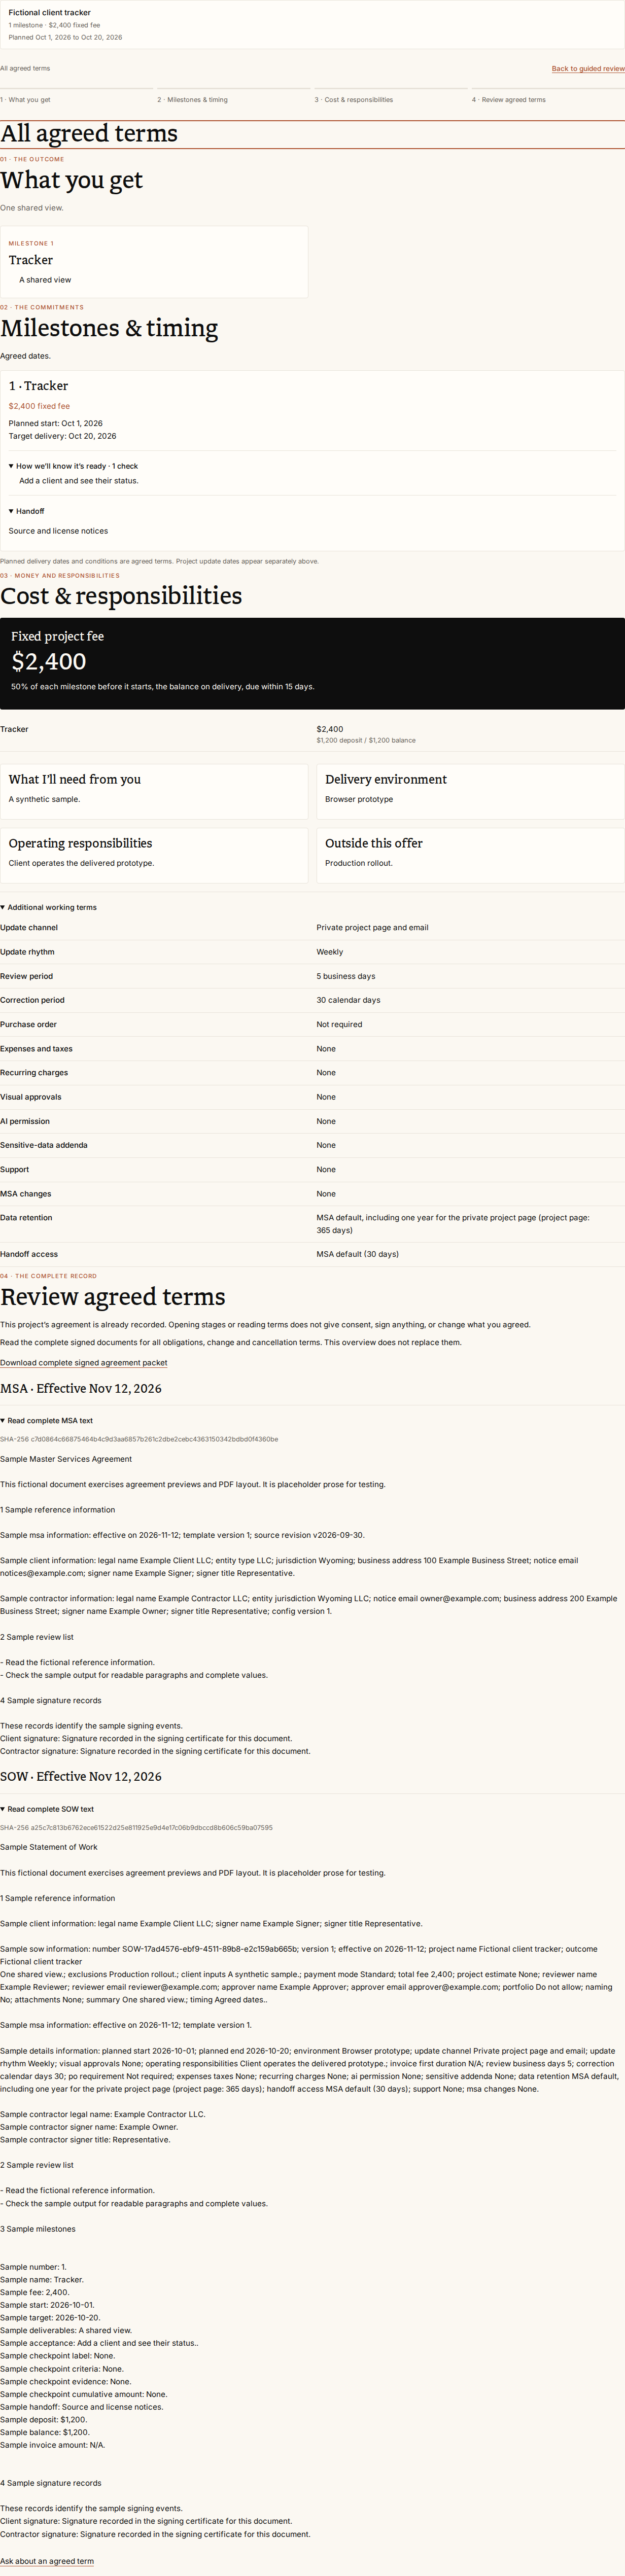 Fictional client tracker
1 milestone · $2,400 fixed fee
Planned Oct 1, 2026 to Oct 20, 2026
All agreed terms
Back to guided review
1 · What you get
2 · Milestones & timing
3 · Cost & responsibilities
4 · Review agreed terms
All agreed terms
01 · THE OUTCOME
What you get
One shared view.
MILESTONE 1
Tracker
A shared view
02 · THE COMMITMENTS
Milestones & timing
Agreed dates.
1 · Tracker
$2,400 fixed fee
Planned start: Oct 1, 2026
Target delivery: Oct 20, 2026
▼ How we'll know it's ready · 1 check
Add a client and see their status.
▼ Handoff
Source and license notices
Planned delivery dates and conditions are agreed terms. Project update dates appear separately above.
03 · MONEY AND RESPONSIBILITIES
Cost & responsibilities
Fixed project fee
$2,400
50% of each milestone before it starts, the balance on delivery, due within 15 days.
Tracker
$2,400
$1,200 deposit / $1,200 balance
What I'll need from you
A synthetic sample.
Delivery environment
Browser prototype
Operating responsibilities
Client operates the delivered prototype.
Outside this offer
Production rollout.
▼ Additional working terms
Update channel
Private project page and email
Update rhythm
Weekly
Review period
5 business days
Correction period
30 calendar days
Purchase order
Not required
Expenses and taxes
None
Recurring charges
None
Visual approvals
None
AI permission
None
Sensitive-data addenda
None
Support
None
MSA changes
None
Data retention
MSA default, including one year for the private project page (project page:
365 days)
Handoff access
MSA default (30 days)
04 · THE COMPLETE RECORD
Review agreed terms
This project's agreement is already recorded. Opening stages or reading terms does not give consent, sign anything, or change what you agreed.
Read the complete signed documents for all obligations, change and cancellation terms. This overview does not replace them.
Download complete signed agreement packet
MSA · Effective Nov 12, 2026
▼ Read complete MSA text
SHA-256 c7d0864c66875464b4c9d3aa6857b261c2dbe2cebc4363150342bdbd0f4360be
Sample Master Services Agreement
This fictional document exercises agreement previews and PDF layout. It is placeholder prose for testing.
1 Sample reference information
Sample msa information: effective on 2026-11-12; template version 1; source revision v2026-09-30.
Sample client information: legal name Example Client LLC; entity type LLC; jurisdiction Wyoming; business address 100 Example Business Street; notice email
notices@example.com; signer name Example Signer; signer title Representative.
Sample contractor information: legal name Example Contractor LLC; entity jurisdiction Wyoming LLC; notice email owner@example.com; business address 200 Example
Business Street; signer name Example Owner; signer title Representative; config version 1.
2 Sample review list
- Read the fictional reference information.
- Check the sample output for readable paragraphs and complete values.
4 Sample signature records
These records identify the sample signing events.
Client signature: Signature recorded in the signing certificate for this document.
Contractor signature: Signature recorded in the signing certificate for this document.
SOW · Effective Nov 12, 2026
▼ Read complete SOW text
SHA-256 a25c7c813b6762ece61522d25e811925e9d4e17c06b9dbccd8b606c59ba07595
Sample Statement of Work
This fictional document exercises agreement previews and PDF layout. It is placeholder prose for testing.
1 Sample reference information
Sample client information: legal name Example Client LLC; signer name Example Signer; signer title Representative.
Sample sow information: number SOW-17ad4576-ebf9-4511-89b8-e2c159ab665b; version 1; effective on 2026-11-12; project name Fictional client tracker; outcome
Fictional client tracker
One shared view.; exclusions Production rollout.; client inputs A synthetic sample.; payment mode Standard; total fee 2,400; project estimate None; reviewer name
Example Reviewer; reviewer email reviewer@example.com; approver name Example Approver; approver email approver@example.com; portfolio Do not allow; naming
No; attachments None; summary One shared view.; timing Agreed dates..
Sample msa information: effective on 2026-11-12; template version 1.
Sample details information: planned start 2026-10-01; planned end 2026-10-20; environment Browser prototype; update channel Private project page and email; update
rhythm Weekly; visual approvals None; operating responsibilities Client operates the delivered prototype.; invoice first duration N/A; review business days 5; correction
calendar days 30; po requirement Not required; expenses taxes None; recurring charges None; ai permission None; sensitive addenda None; data retention MSA default,
including one year for the private project page (project page: 365 days); handoff access MSA default (30 days); support None; msa changes None.
Sample contractor legal name: Example Contractor LLC.
Sample contractor signer name: Example Owner.
Sample contractor signer title: Representative.
2 Sample review list
- Read the fictional reference information.
- Check the sample output for readable paragraphs and complete values.
3 Sample milestones
Sample number: 1.
Sample name: Tracker.
Sample fee: 2,400.
Sample start: 2026-10-01.
Sample target: 2026-10-20.
Sample deliverables: A shared view.
Sample acceptance: Add a client and see their status..
Sample checkpoint label: None.
Sample checkpoint criteria: None.
Sample checkpoint evidence: None.
Sample checkpoint cumulative amount: None.
Sample handoff: Source and license notices.
Sample deposit: $1,200.
Sample balance: $1,200.
Sample invoice amount: N/A.
4 Sample signature records
These records identify the sample signing events.
Client signature: Signature recorded in the signing certificate for this document.
Contractor signature: Signature recorded in the signing certificate for this document.
Ask about an agreed term